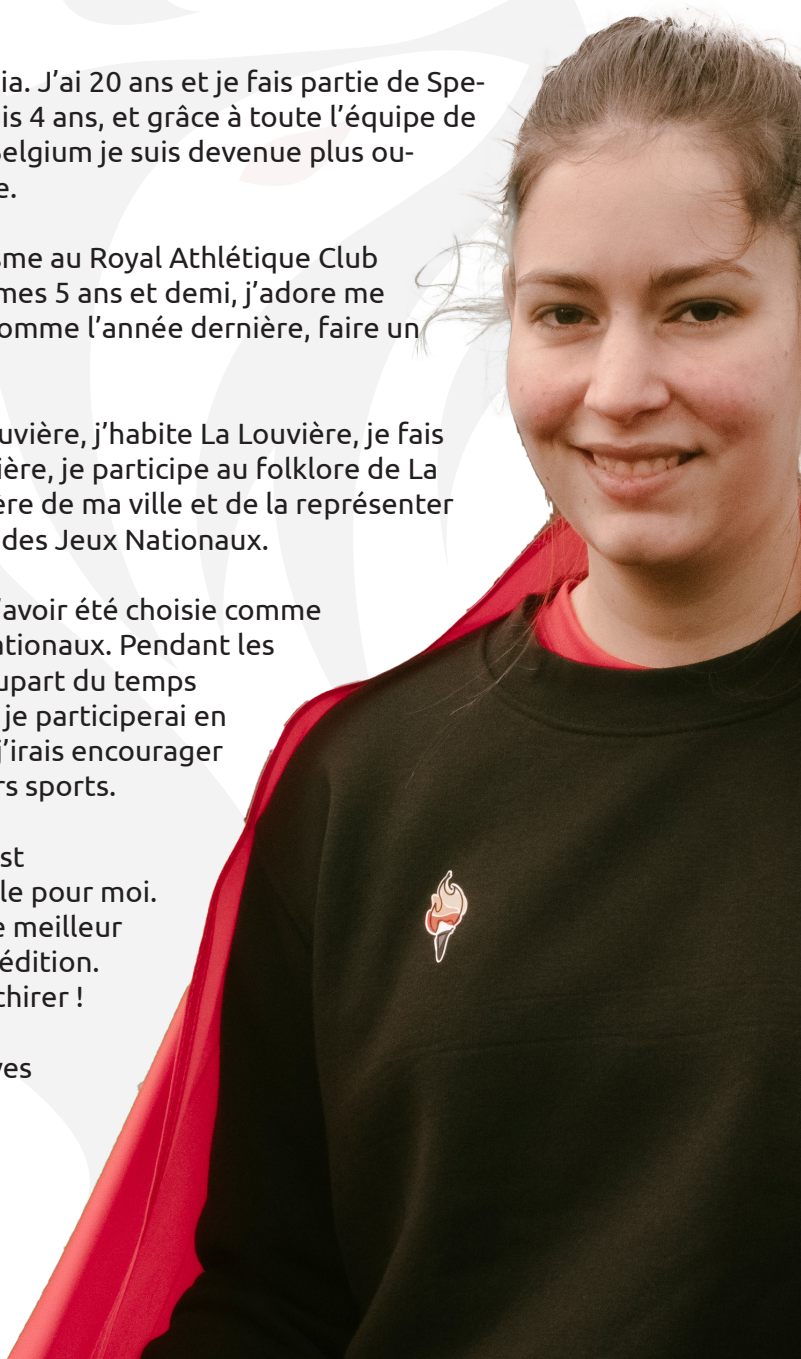 ia. J’ai 20 ans et je fais partie de Spe-
is 4 ans, et grâce à toute l’équipe de
Belgium je suis devenue plus ou-
e.
sme au Royal Athlétique Club
mes 5 ans et demi, j’adore me
omme l’année dernière, faire un
uvière, j’habite La Louvière, je fais
ière, je participe au folklore de La
ère de ma ville et de la représenter
des Jeux Nationaux.
’avoir été choisie comme
ationaux. Pendant les
upart du temps
je participerai en
j’irais encourager
rs sports.
st
le pour moi.
e meilleur
édition.
chirer !
ves